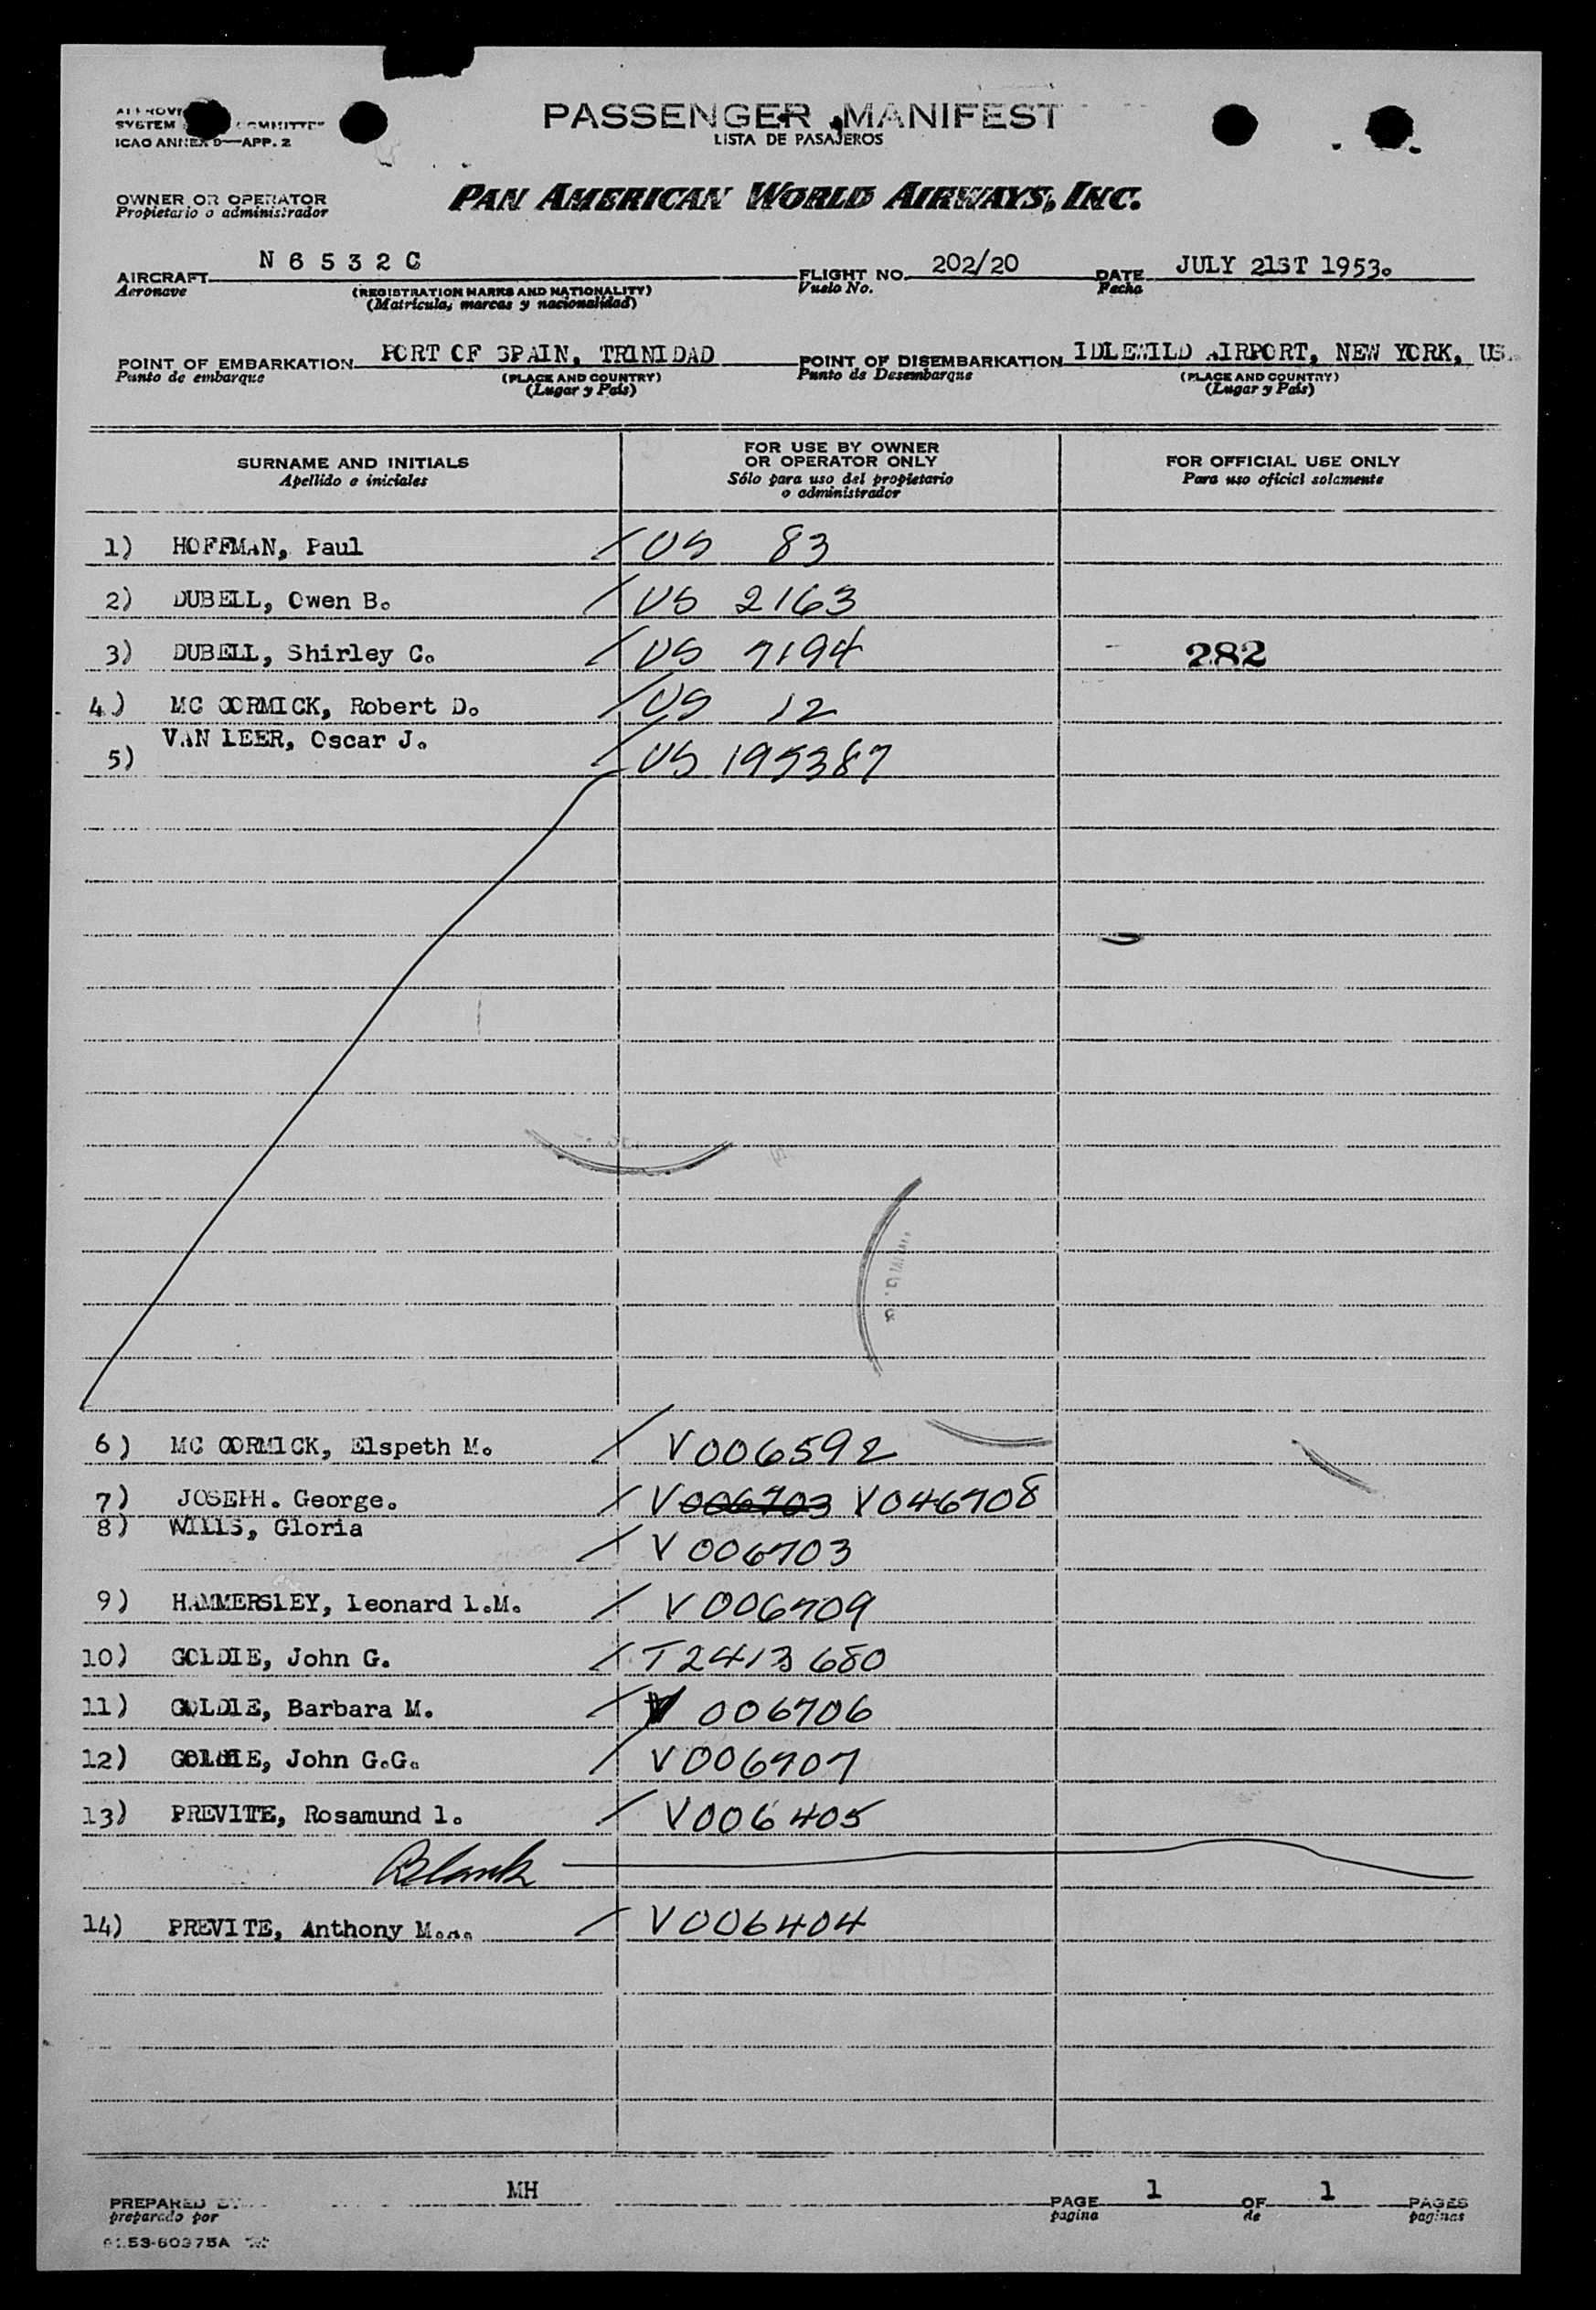 SYSTEM
ICAO ANNEX 9—APP. 2
PASSENGER MANIFEST
LISTA DE PASAJEROS
OWNER OR OPERATOR
Propietario o administrador
PAN AMERICAN WORLD AIRWAYS, INC.
AIRCRAFT N 6 5 3 2 C FLIGHT NO. 202/20 DATE JULY 21ST 1953.
Aeronave (REGISTRATION MARKS AND NATIONALITY) Vuelo No. Fecha
(Matrícula, marcas y nacionalidad)
POINT OF EMBARKATION PORT OF SPAIN, TRINIDAD POINT OF DISEMBARKATION IDLEWILD AIRPORT, NEW YORK, US.
Punto de embarque (PLACE AND COUNTRY) Punto de Desembarque (PLACE AND COUNTRY)
(Lugar y País) (Lugar y País)
SURNAME AND INITIALS
Apellido e iniciales
FOR USE BY OWNER
OR OPERATOR ONLY
Sólo para uso del propietario
o administrador
FOR OFFICIAL USE ONLY
Para uso oficial solamente
1) HOFFMAN, Paul / US 83
2) DUBELL, Owen B. / US 2163
3) DUBELL, Shirley C. / US 7194 282
4) MC CORMICK, Robert D. / US 12
5) VAN LEER, Oscar J. / US 195387
6) MC CORMICK, Elspeth M. / V006592
7) JOSEPH. George. / V006703 V046708
8) WILLS, Gloria / V006703
9) HAMMERSLEY, Leonard L.M. / V006709
10) GOLDIE, John G. / T2413680
11) GOLDIE, Barbara M. / V 006706
12) GOLDIE, John G.G. / V006707
13) PREVITE, Rosamund l. / V006405
Blank
14) PREVITE, Anthony M. / V006404
PREPARED BY MH PAGE 1 OF 1 PAGES
preparado por pagina de paginas